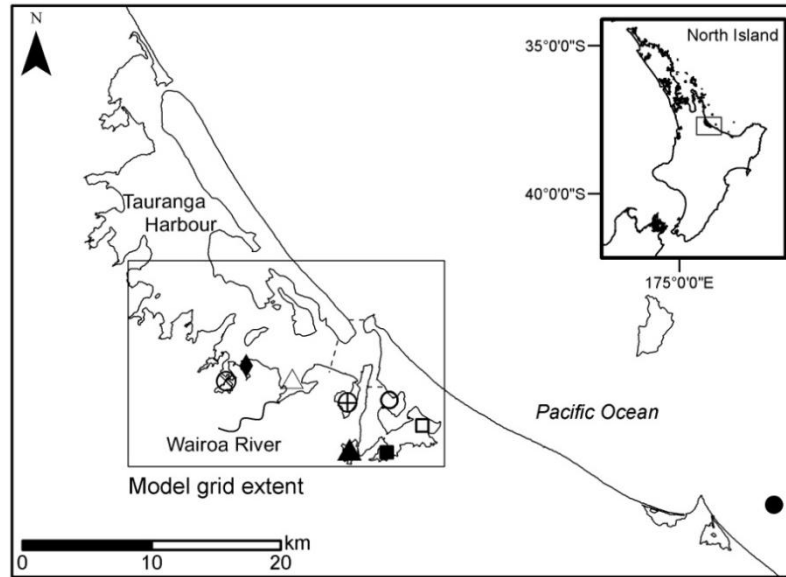 N
North Island
35°0'0"S
40°0'0"S
175°0'0"E
Tauranga
Harbour
Pacific Ocean
Wairoa River
Model grid extent
km
0 10 20